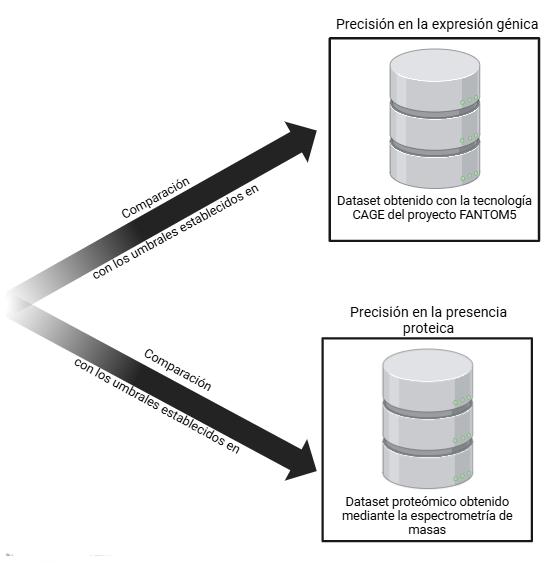 Precisión en la expresión génica
Comparación
con los umbrales establecidos en
Dataset obtenido con la tecnología
CAGE del proyecto FANTOM5
Precisión en la presencia
proteica
Comparación
con los umbrales establecidos en
Dataset proteómico obtenido
mediante la espectrometría de
masas